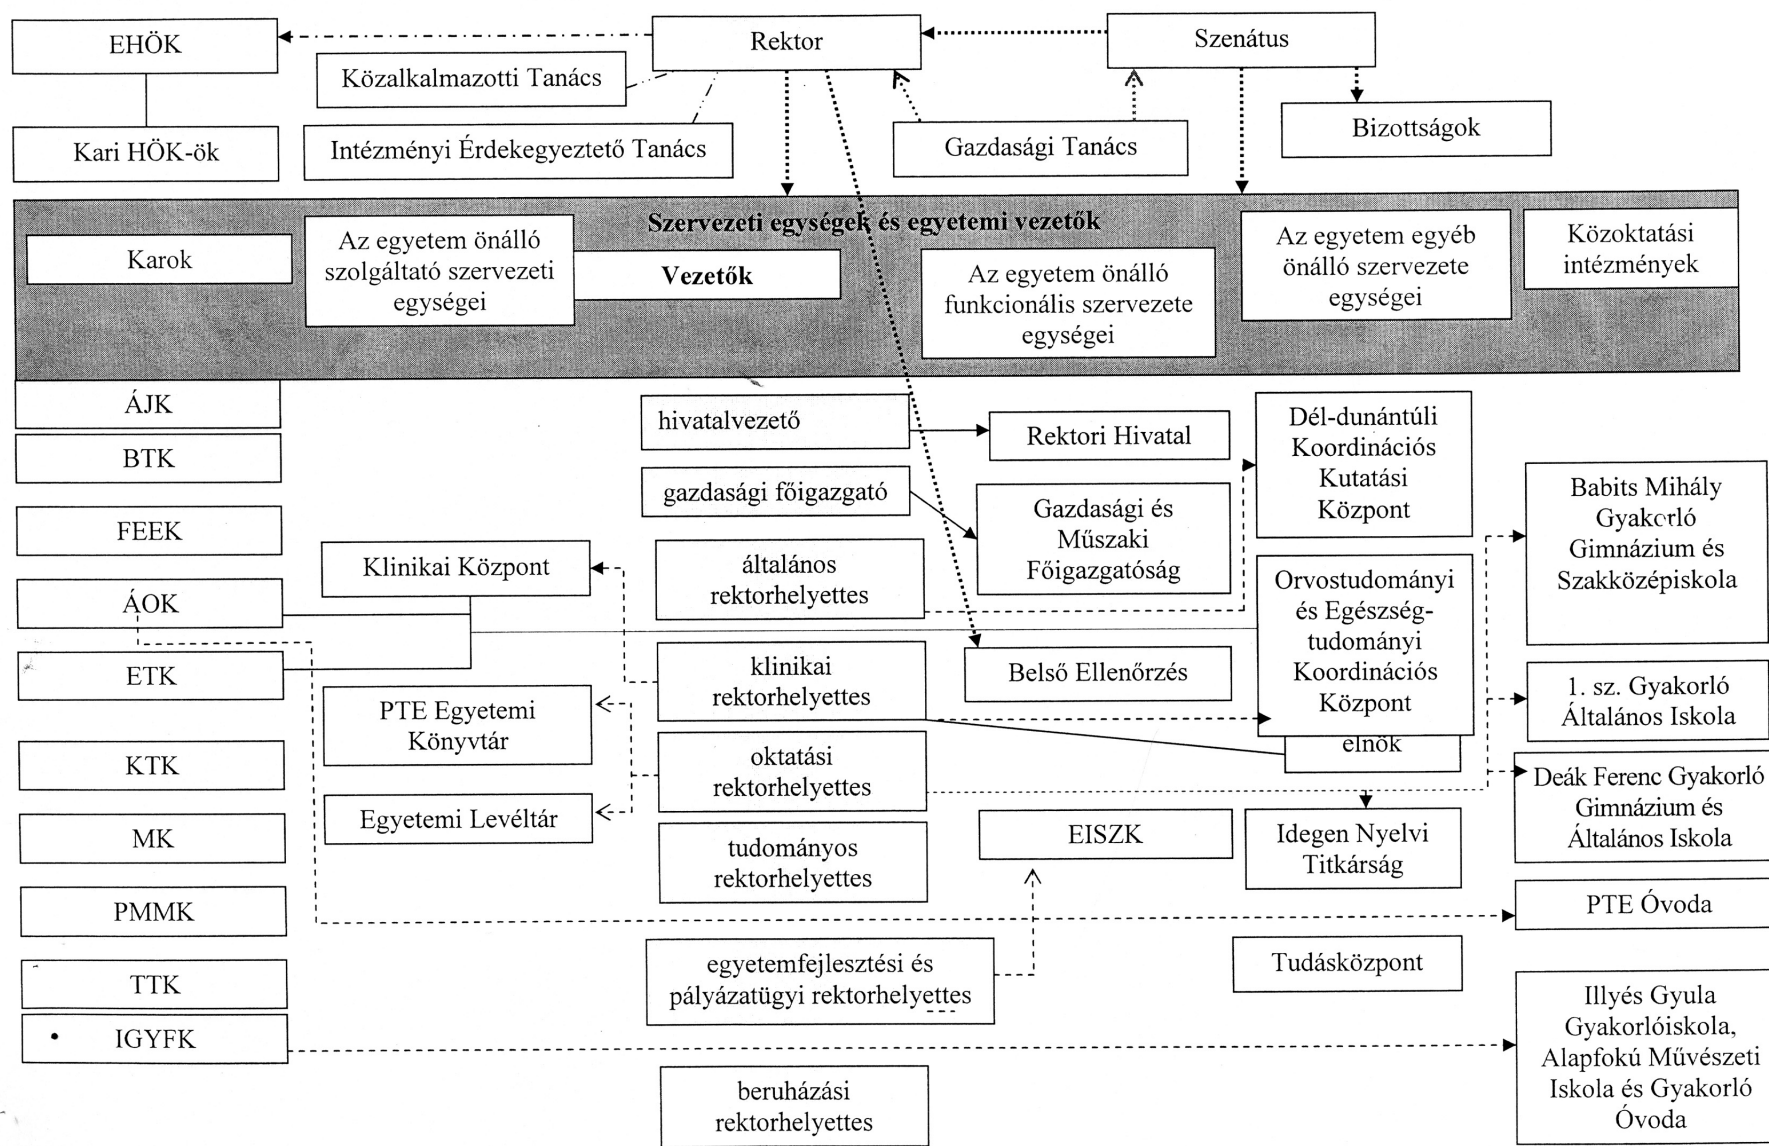 EHÖK
Rektor
Szenátus
Közalkalmazotti Tanács
Kari HÖK-ök
Intézményi Érdekegyeztető Tanács
Gazdasági Tanács
Bizottságok
Szervezeti egységek és egyetemi vezetők
Karok
Az egyetem önálló
szolgáltató szervezeti
egységei
Vezetők
Az egyetem önálló
funkcionális szervezete
egységei
Az egyetem egyéb
önálló szervezete
egységei
Közoktatási
intézmények
ÁJK
BTK
FEEK
ÁOK
ETK
KTK
MK
PMMK
TTK
• IGYFK
Klinikai Központ
PTE Egyetemi
Könyvtár
Egyetemi Levéltár
hivatalvezető
gazdasági főigazgató
általános
rektorhelyettes
klinikai
rektorhelyettes
oktatási
rektorhelyettes
tudományos
rektorhelyettes
egyetemfejlesztési és
pályázatügyi rektorhelyettes
beruházási
rektorhelyettes
Rektori Hivatal
Gazdasági és
Műszaki
Főigazgatóság
Belső Ellenőrzés
EISZK
Dél-dunántúli
Koordinációs
Kutatási
Központ
Orvostudományi
és Egészség-
tudományi
Koordinációs
Központ
elnök
Idegen Nyelvi
Titkárság
Tudásközpont
Babits Mihály
Gyakorló
Gimnázium és
Szakközépiskola
1. sz. Gyakorló
Általános Iskola
Deák Ferenc Gyakorló
Gimnázium és
Általános Iskola
PTE Óvoda
Illyés Gyula
Gyakorlóiskola,
Alapfokú Művészeti
Iskola és Gyakorló
Óvoda